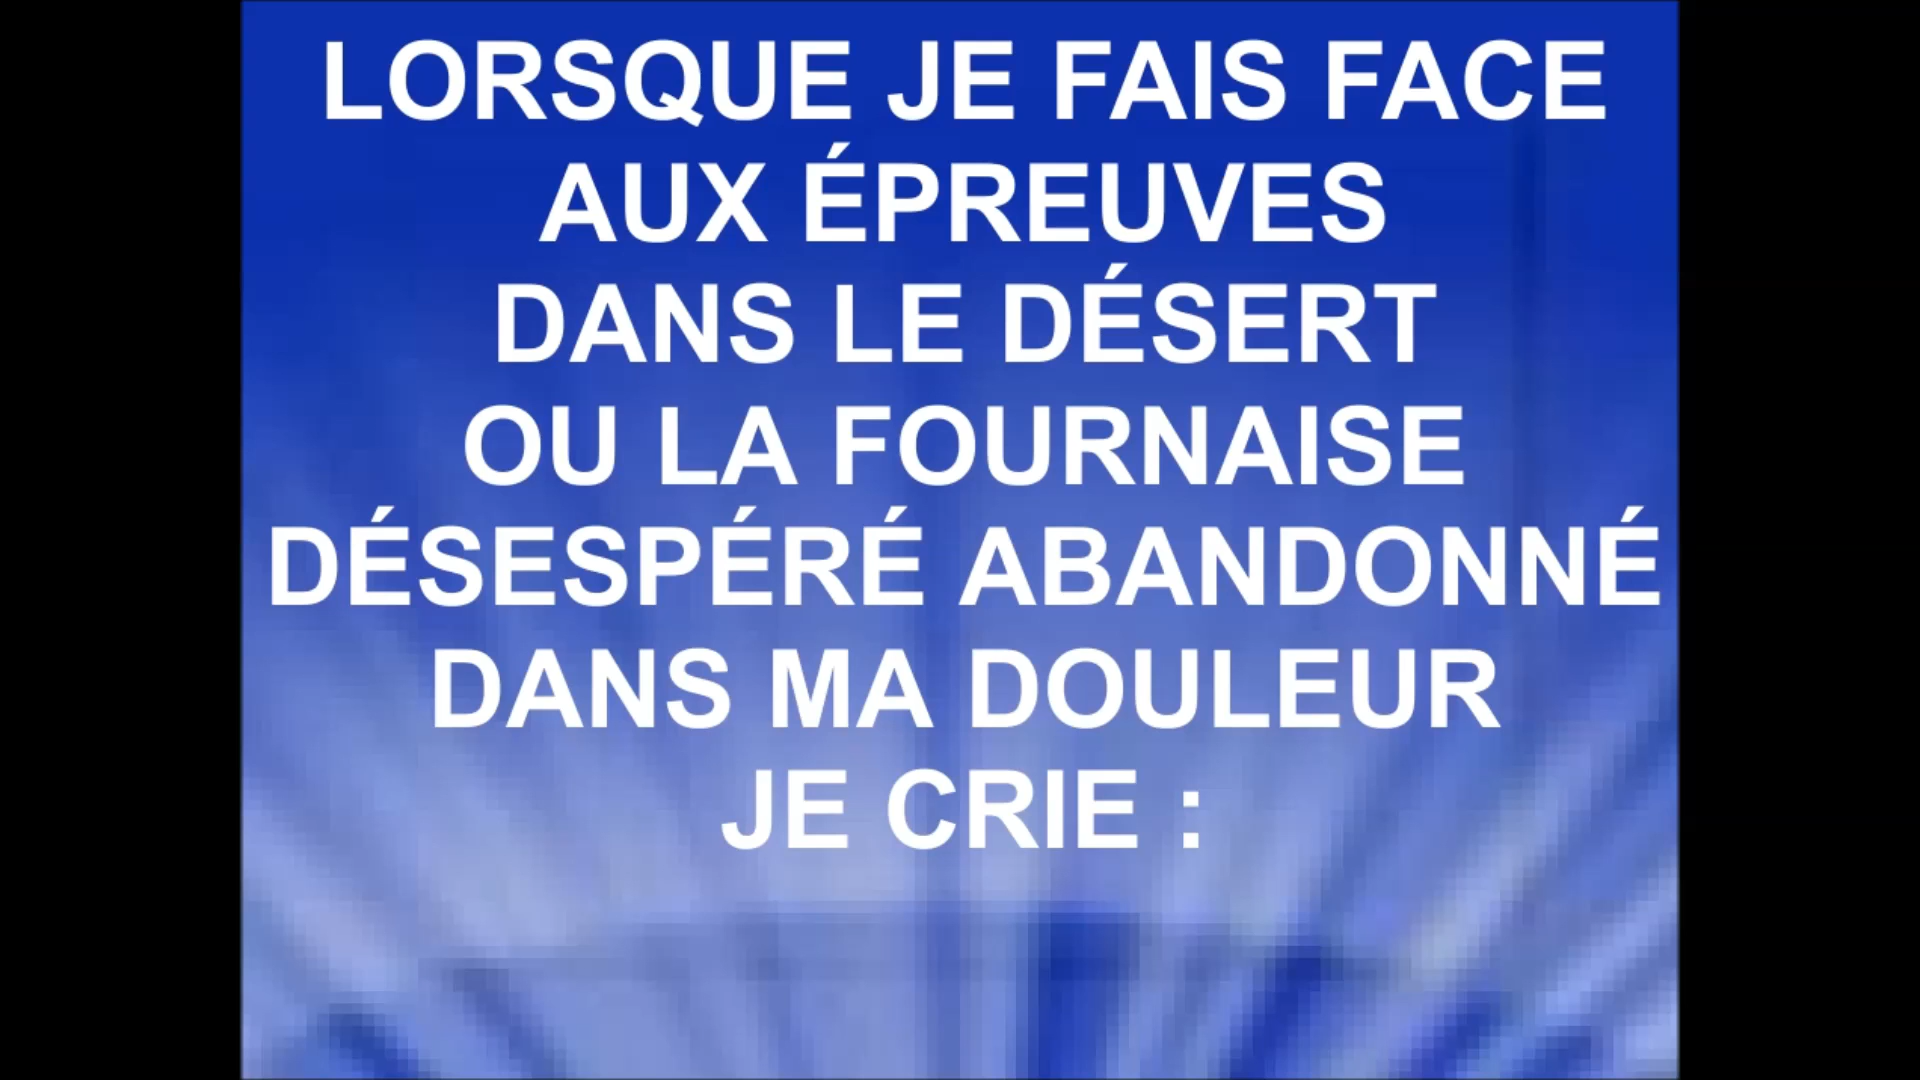 LORSQUE JE FAIS FACE
AUX ÉPREUVES
DANS LE DÉSERT
OU LA FOURNAISE
DÉSESPÉRÉ ABANDONNÉ
DANS MA DOULEUR
JE CRIE :